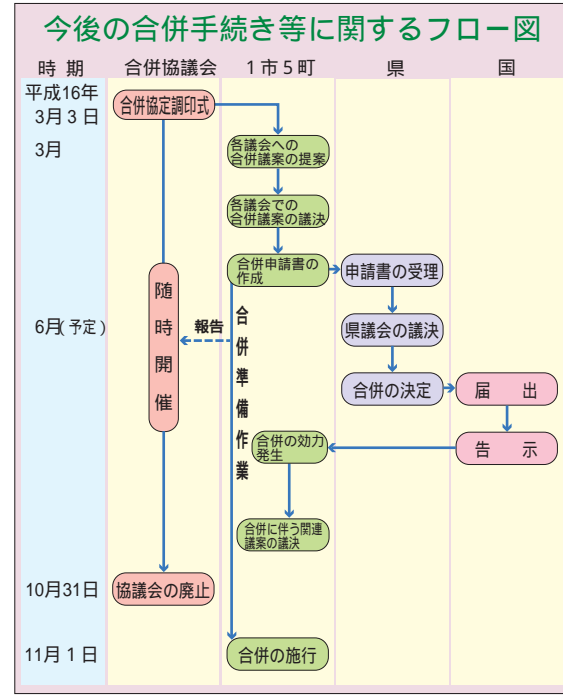 今後の合併手続き等に関するフロー図
時 期 合併協議会 1市5町 県 国
平成16年
3月3日
合併協定調印式
3月
各議会への
合併議案の提案
各議会での
合併議案の議決
合併申請書の
作成
申請書の受理
随時開催
6月(予定)
報告
合併準備作業
県議会の議決
合併の決定
届 出
告 示
合併の効力
発生
合併に伴う関連
議案の議決
10月31日
協議会の廃止
11月1日
合併の施行